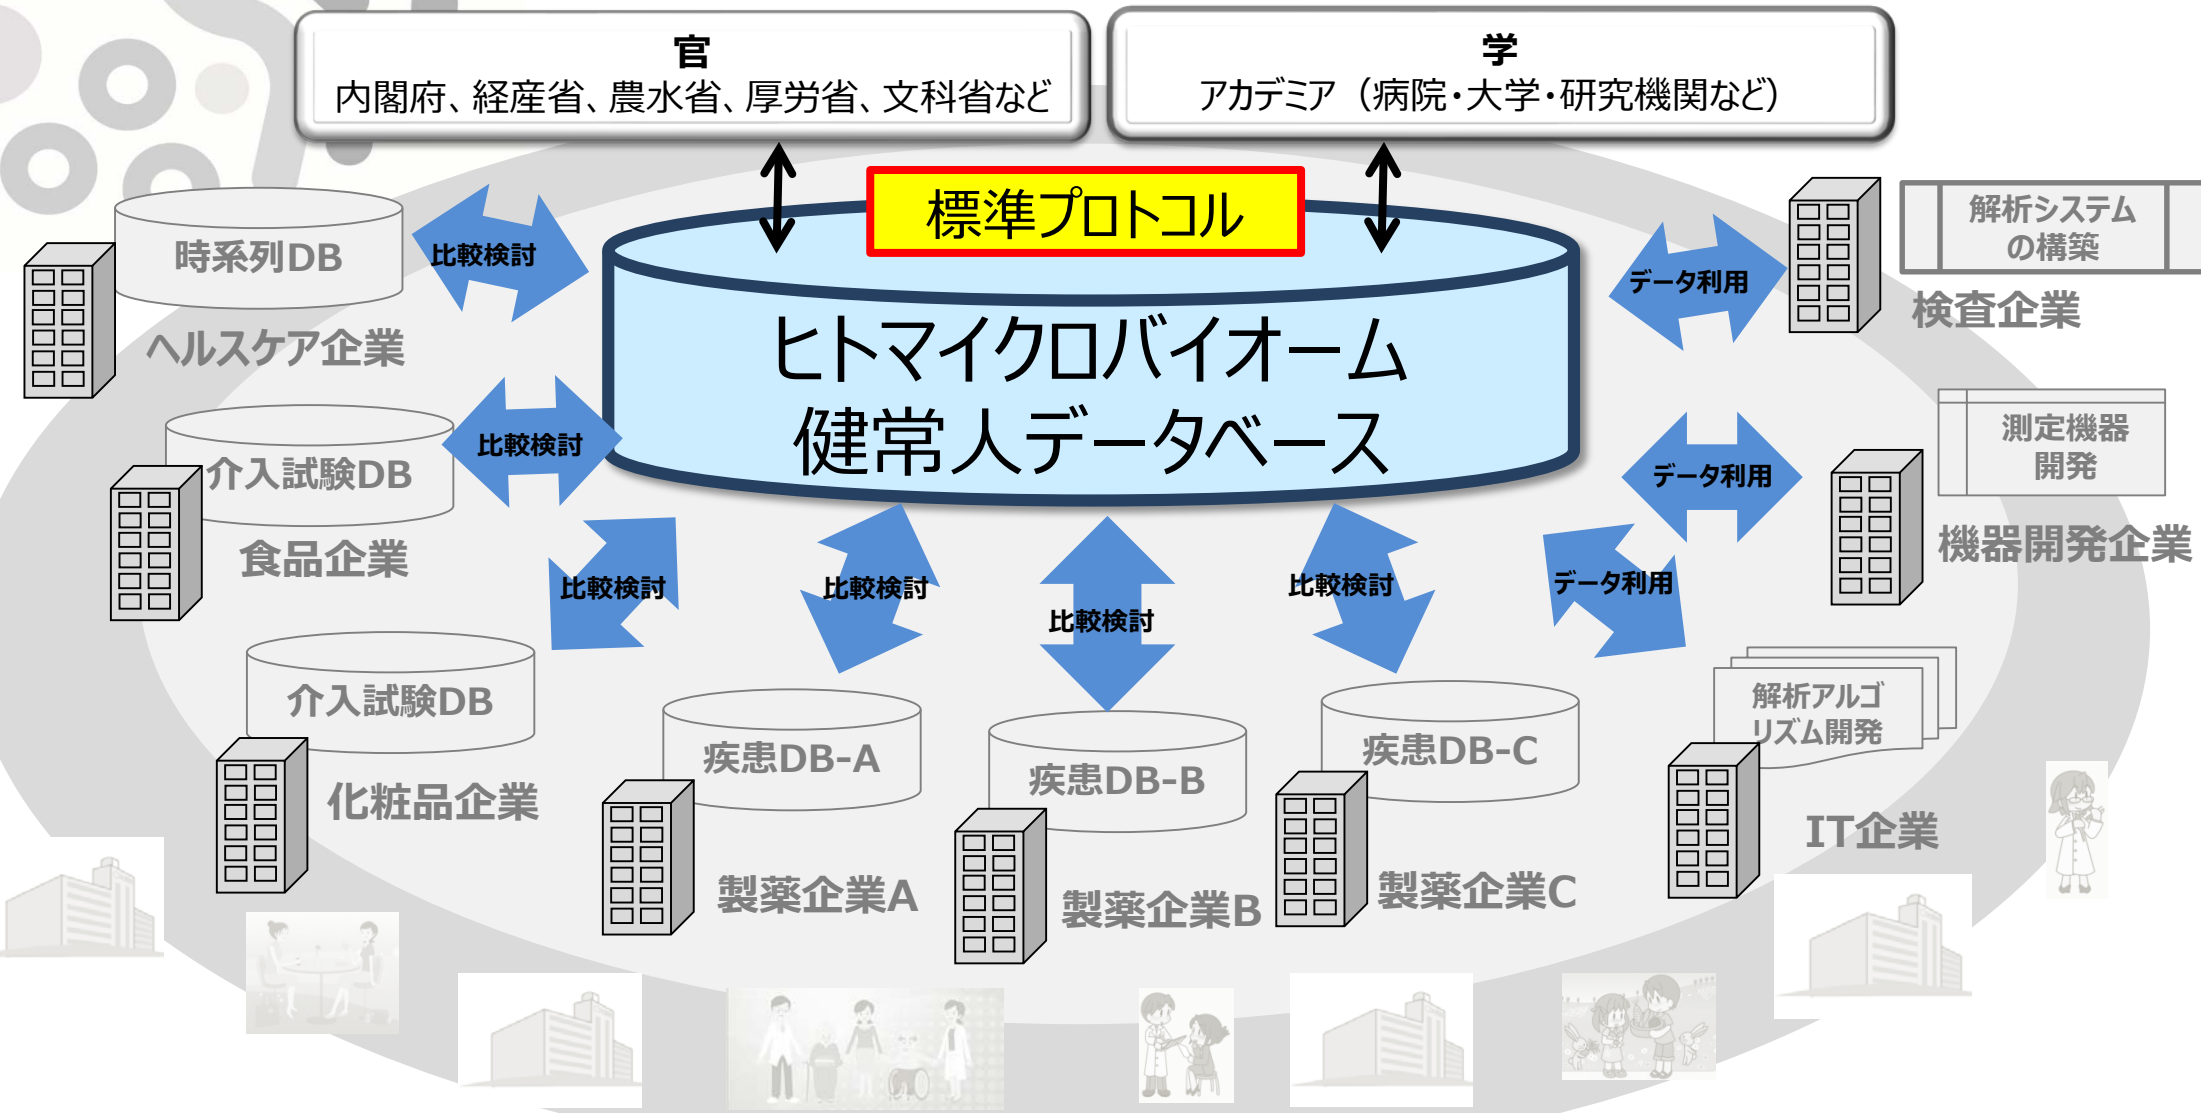 官
内閣府、経産省、農水省、厚労省、文科省など
学
アカデミア（病院・大学・研究機関など）
標準プロトコル
ヒトマイクロバイオーム
健常人データベース
時系列DB
ヘルスケア企業
比較検討
介入試験DB
食品企業
比較検討
介入試験DB
化粧品企業
比較検討
疾患DB-A
製薬企業A
比較検討
疾患DB-B
製薬企業B
比較検討
疾患DB-C
製薬企業C
比較検討
データ利用
解析システム
の構築
検査企業
データ利用
測定機器
開発
機器開発企業
データ利用
解析アルゴ
リズム開発
IT企業